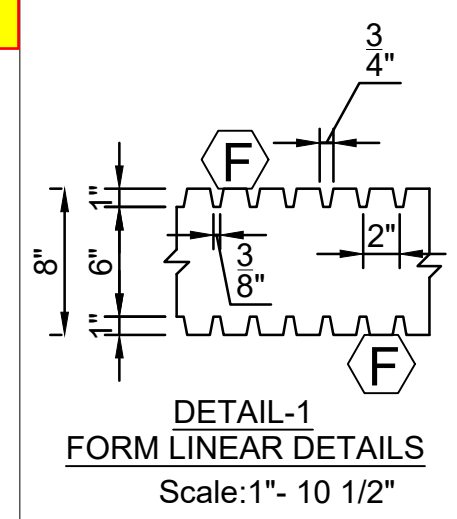 3/4"
F
1"
8"
6"
2"
3/8"
1"
F
DETAIL-1
FORM LINEAR DETAILS
Scale:1"- 10 1/2"